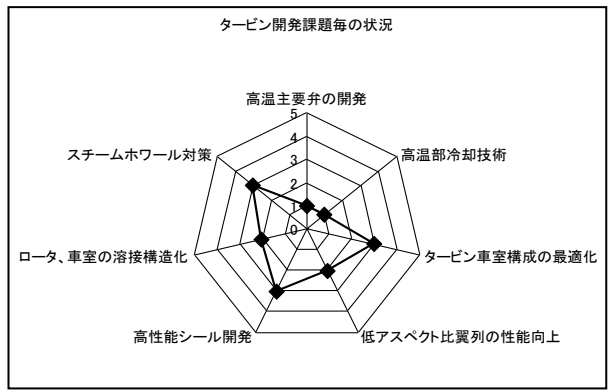 タービン開発課題毎の状況
高温主要弁の開発
5
4
3
2
1
0
高温部冷却技術
スチームホワール対策
ロータ、車室の溶接構造化
タービン車室構成の最適化
高性能シール開発
低アスペクト比翼列の性能向上